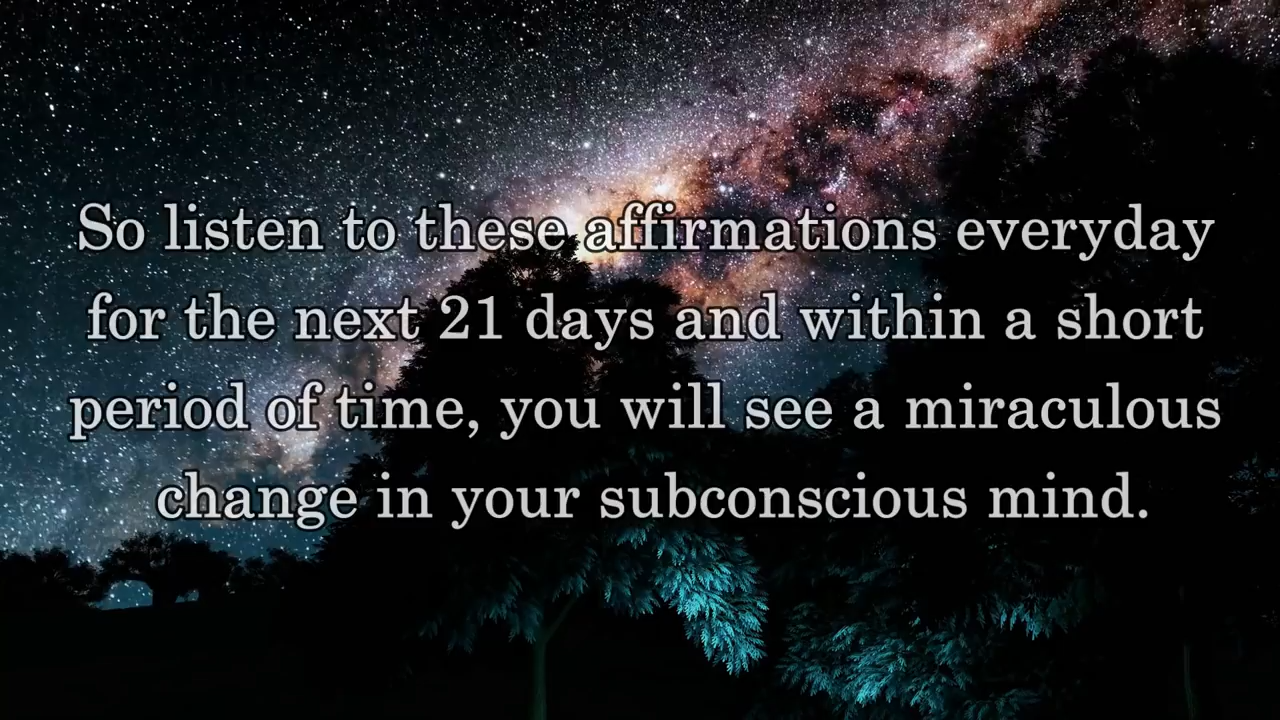 So listen to these affirmations everyday
for the next 21 days and within a short
period of time, you will see a miraculous
change in your subconscious mind.